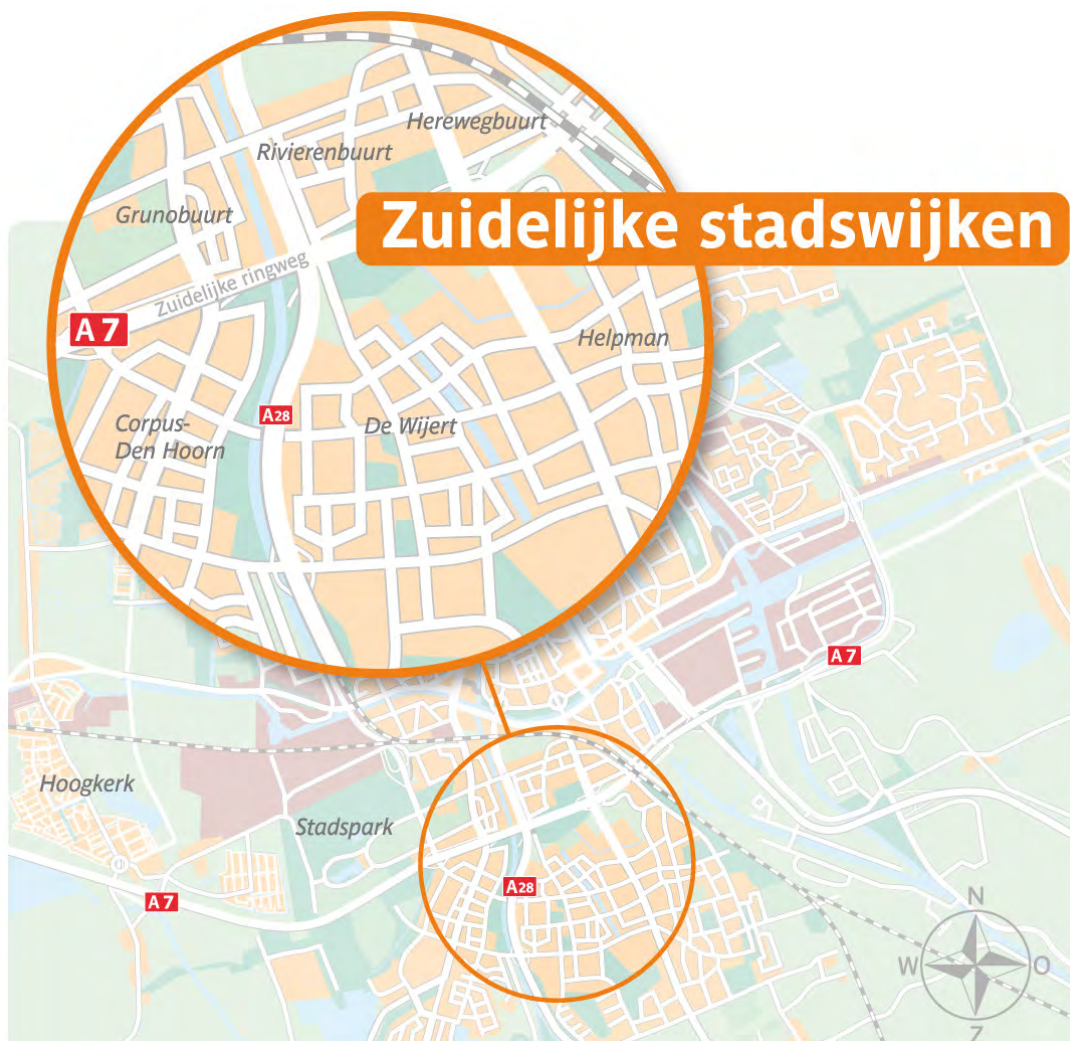 Herewegbuurt
Rivierenbuurt
Grunobuurt
Zuidelijke stadswijken
Zuidelijke ringweg
A 7
Helpman
A28
Corpus-
Den Hoorn
De Wijert
A 7
Hoogkerk
Stadspark
A28
A 7
N
W
O
Z